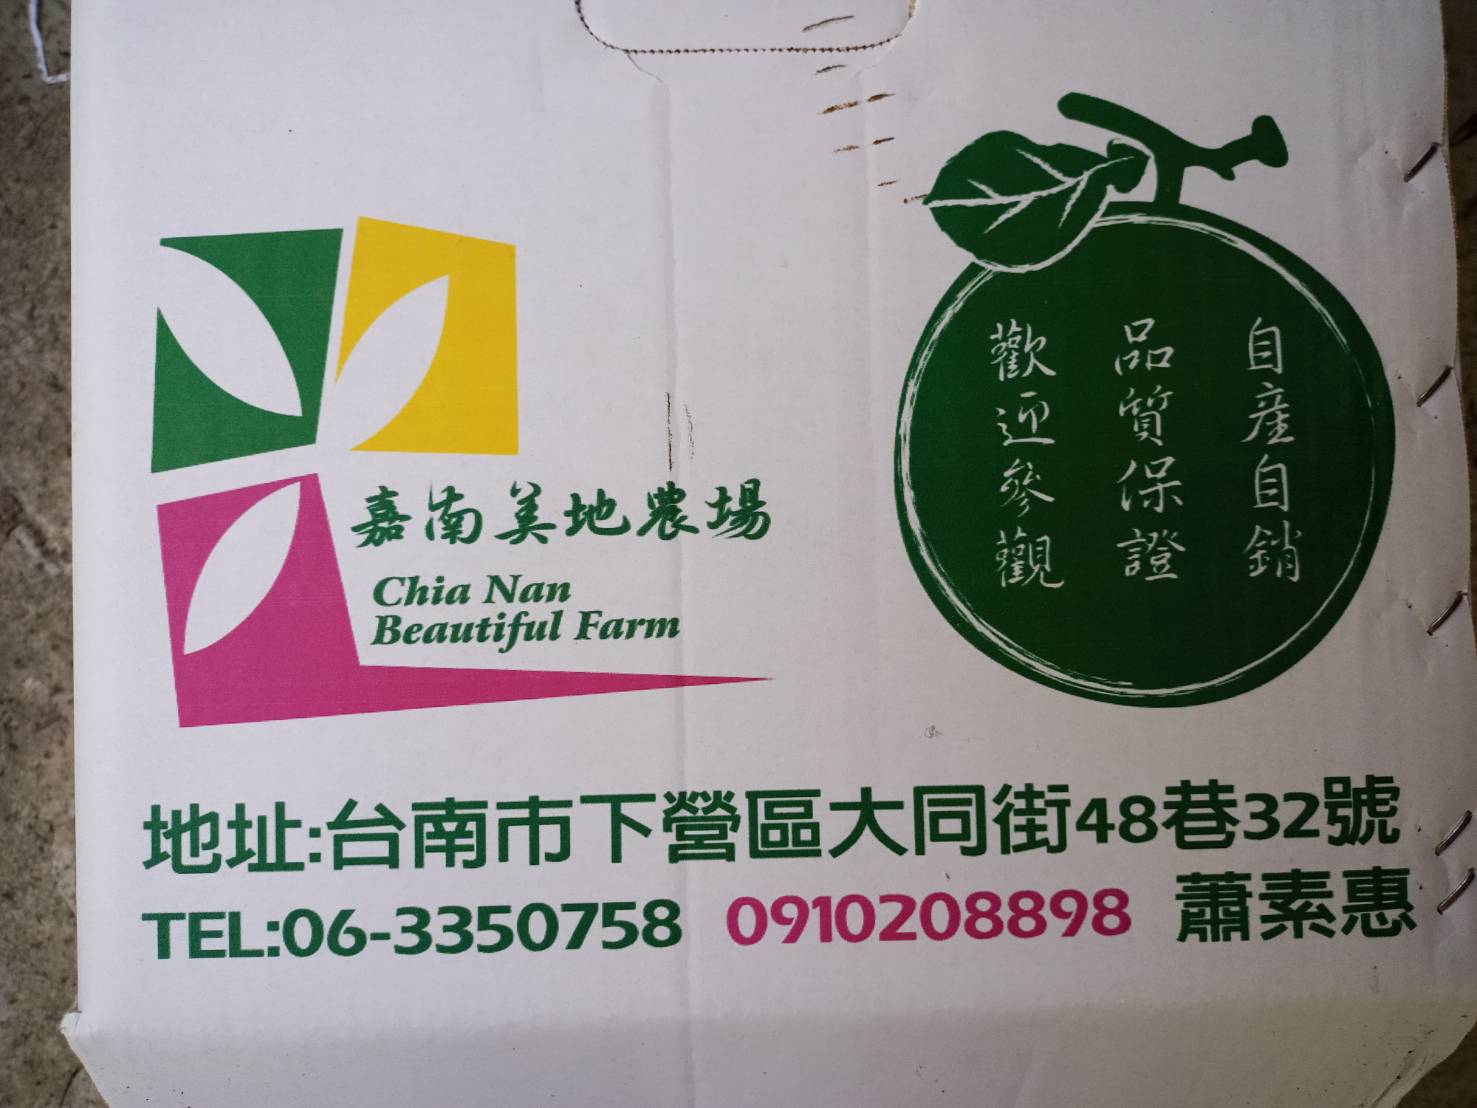 嘉南美地農場
Chia Nan
Beautiful Farm
自產自銷
品質保證
歡迎參觀
地址:台南市下營區大同街48巷32號
TEL:06-3350758 0910208898 蕭素惠